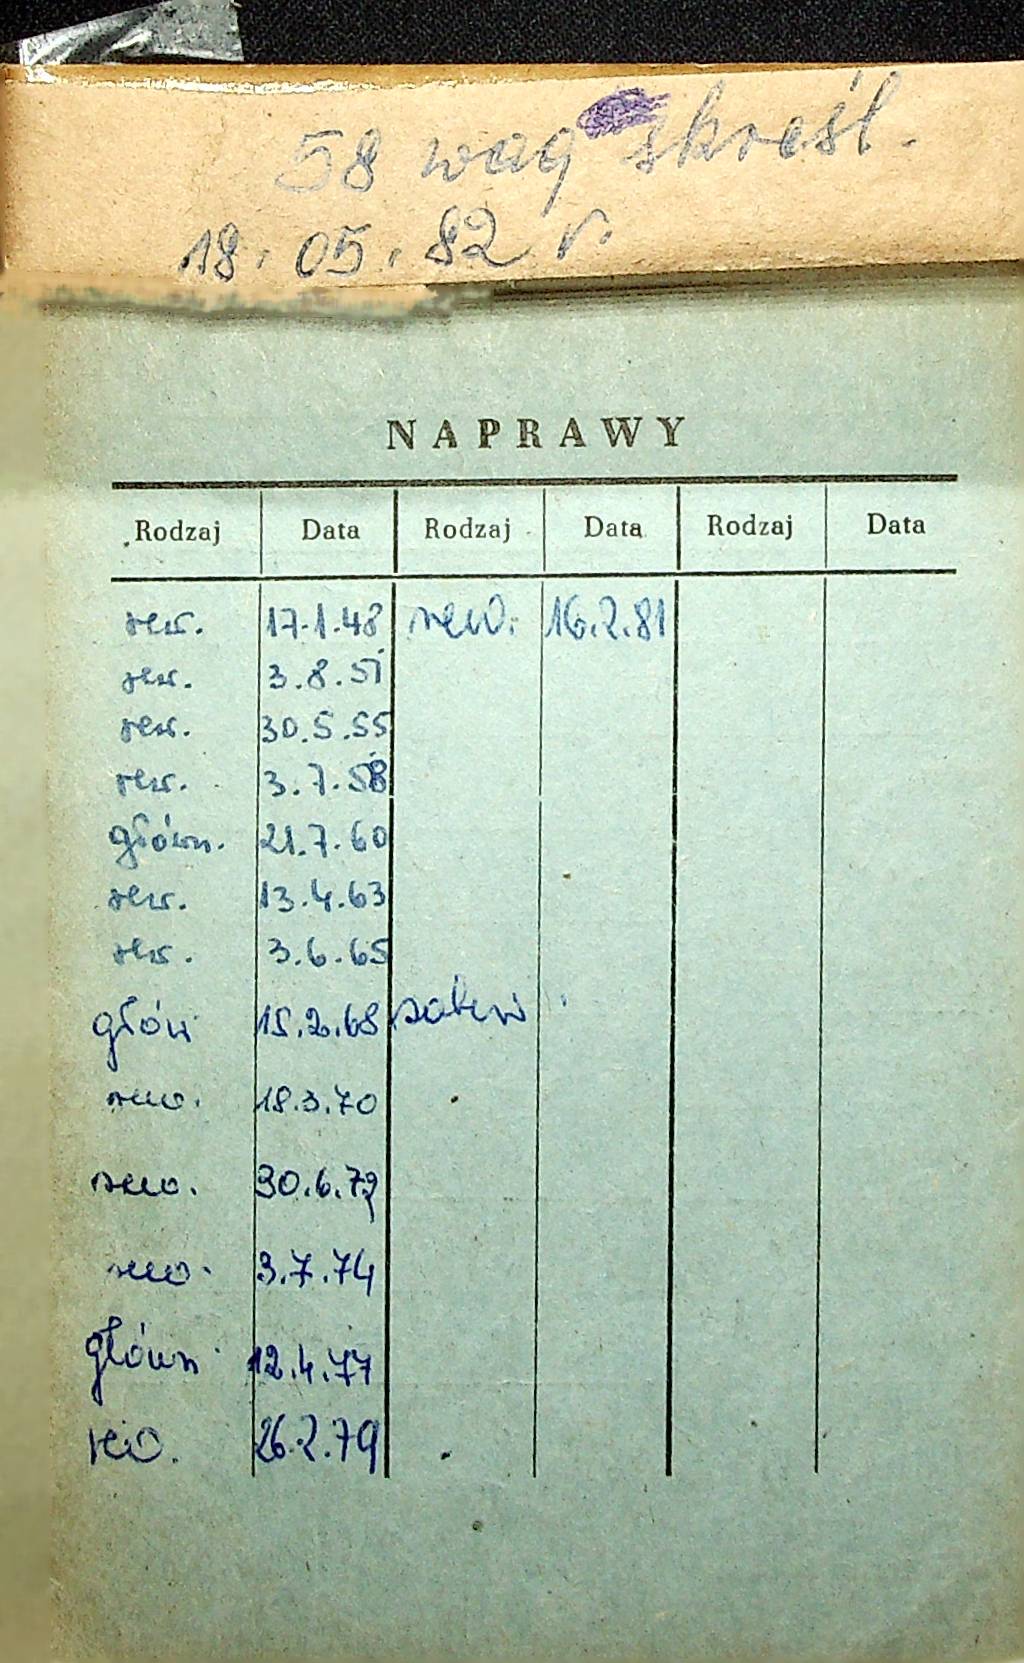 58 wag skreśl.
18.05.82 r.
NAPRAWY
Rodzaj Data Rodzaj Data Rodzaj Data
rew. 17.1.48 rew. 16.2.81
rew. 3.8.51
rew. 30.5.55
rew. 3.7.58
główn. 21.7.60
rew. 13.4.63
rew. 3.6.65
główn 15.2.68
rew. 18.3.70
rew. 30.6.72
rew. 3.7.74
główn. 12.4.77
rew. 26.2.79